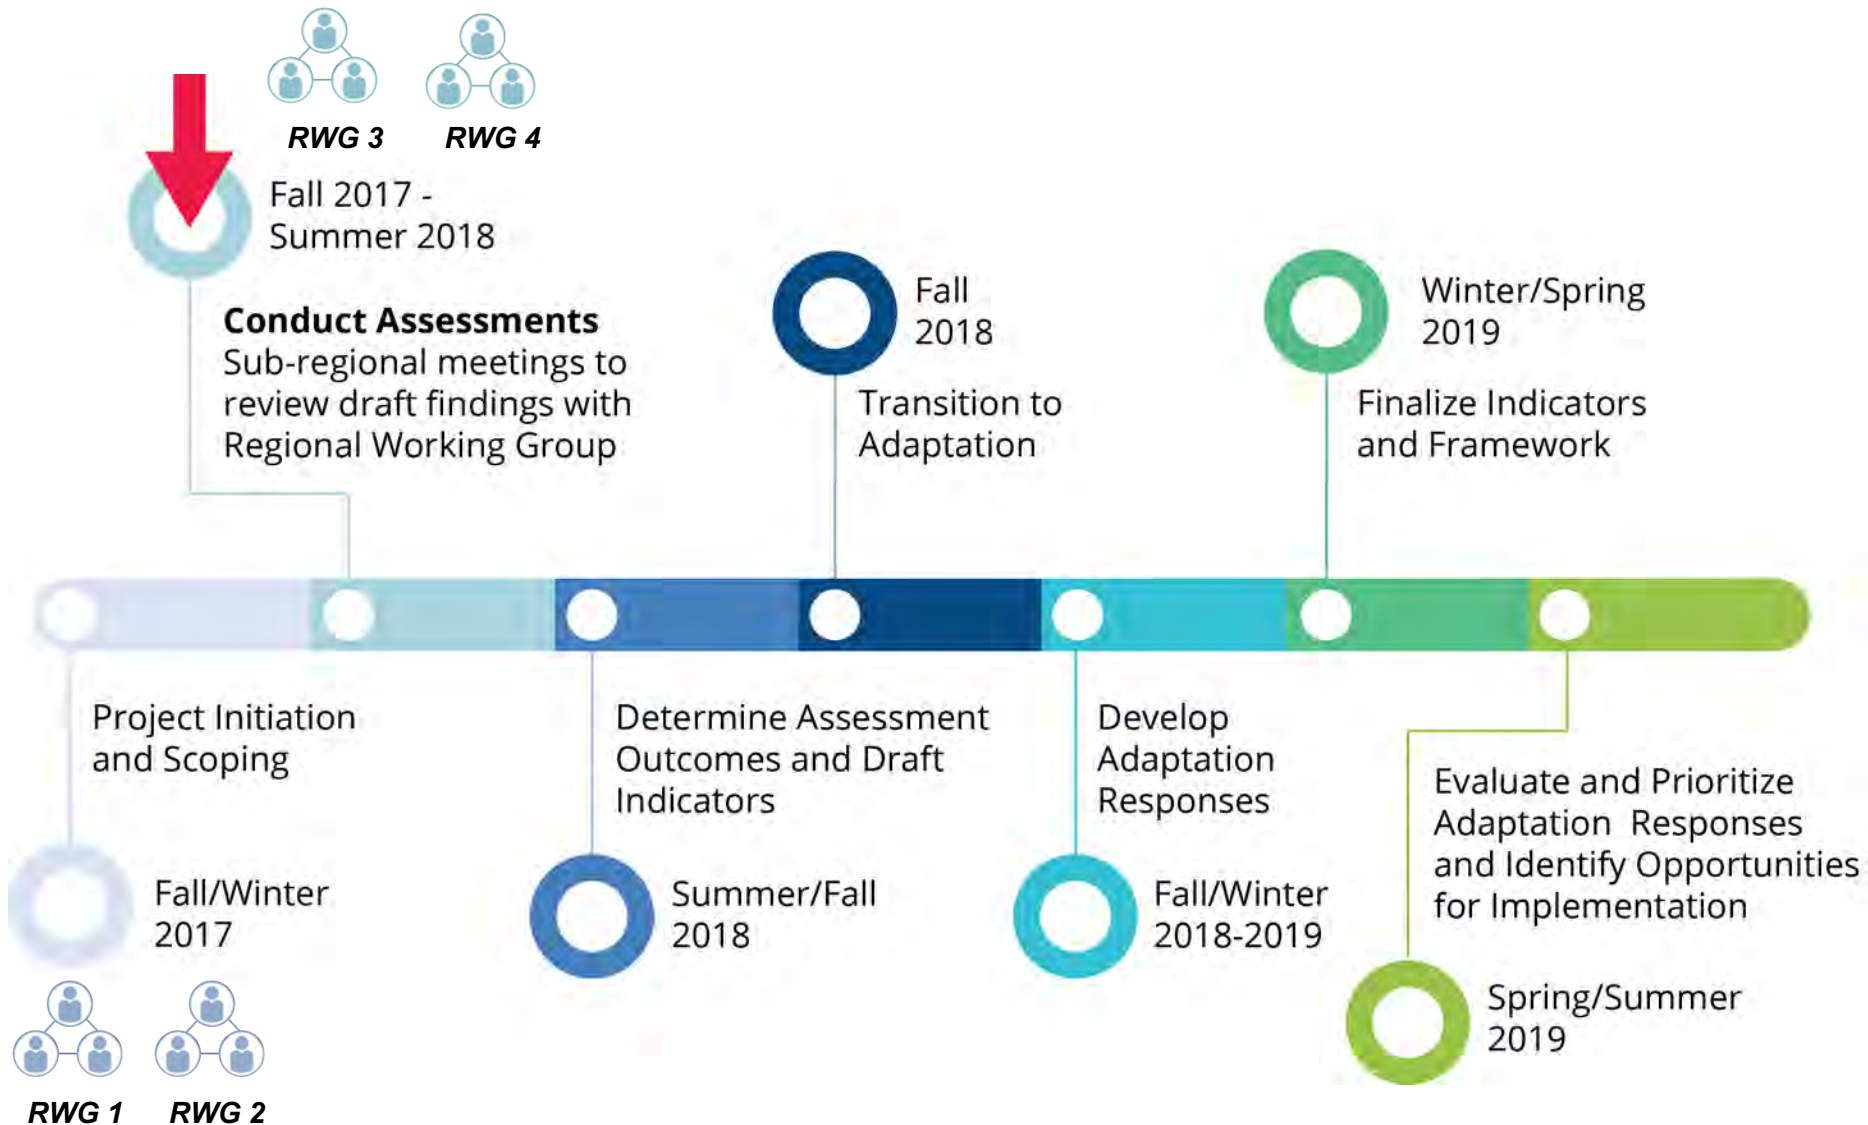 RWG 3
RWG 4
Fall 2017 -
Summer 2018
Conduct Assessments
Sub-regional meetings to
review draft findings with
Regional Working Group
Fall
2018
Transition to
Adaptation
Winter/Spring
2019
Finalize Indicators
and Framework
Project Initiation
and Scoping
Fall/Winter
2017
RWG 1
RWG 2
Determine Assessment
Outcomes and Draft
Indicators
Summer/Fall
2018
Develop
Adaptation
Responses
Fall/Winter
2018-2019
Evaluate and Prioritize
Adaptation  Responses
and Identify Opportunities
for Implementation
Spring/Summer
2019